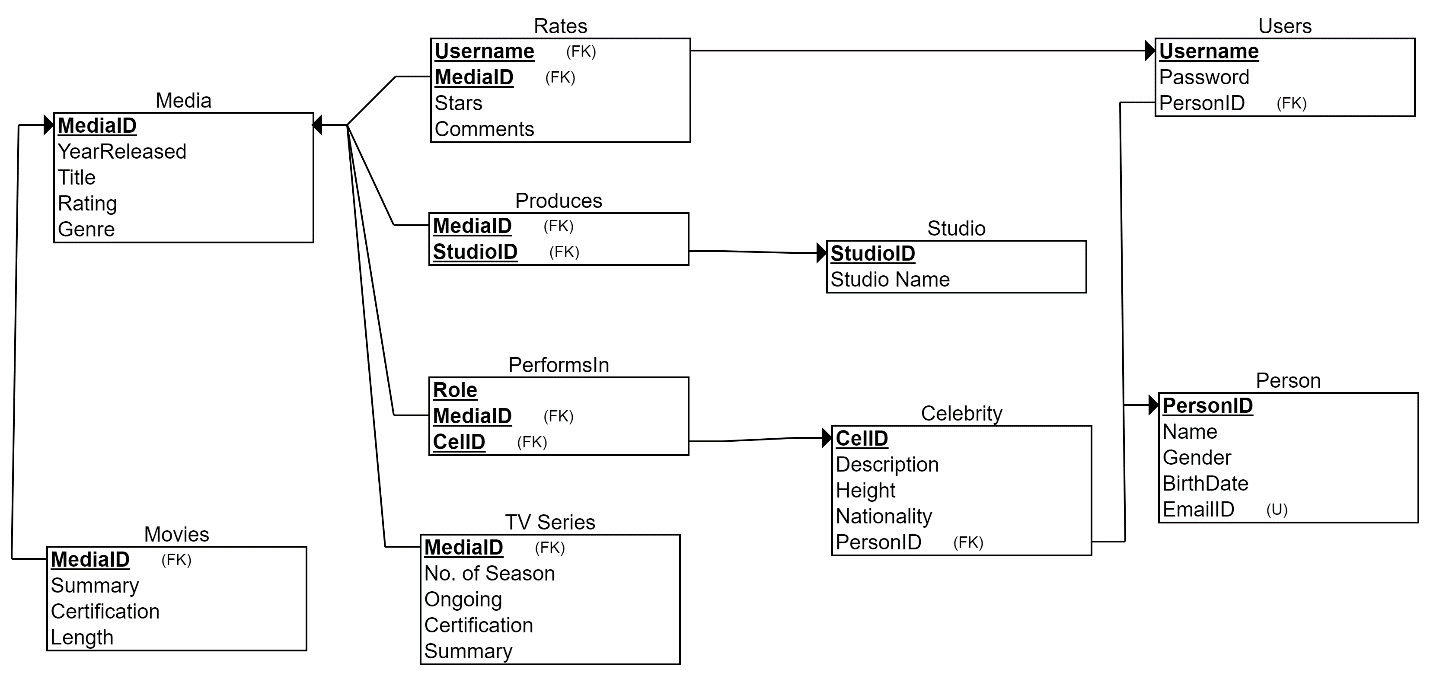 Rates
Username (FK)
MediaID (FK)
Stars
Comments
Users
Username
Password
PersonID (FK)
Media
MediaID
YearReleased
Title
Rating
Genre
Produces
MediaID (FK)
StudioID (FK)
Studio
StudioID
Studio Name
PerformsIn
Role
MediaID (FK)
CellD (FK)
Celebrity
CellD
Description
Height
Nationality
PersonID (FK)
Person
PersonID
Name
Gender
BirthDate
EmailID (U)
Movies
MediaID (FK)
Summary
Certification
Length
TV Series
MediaID (FK)
No. of Season
Ongoing
Certification
Summary